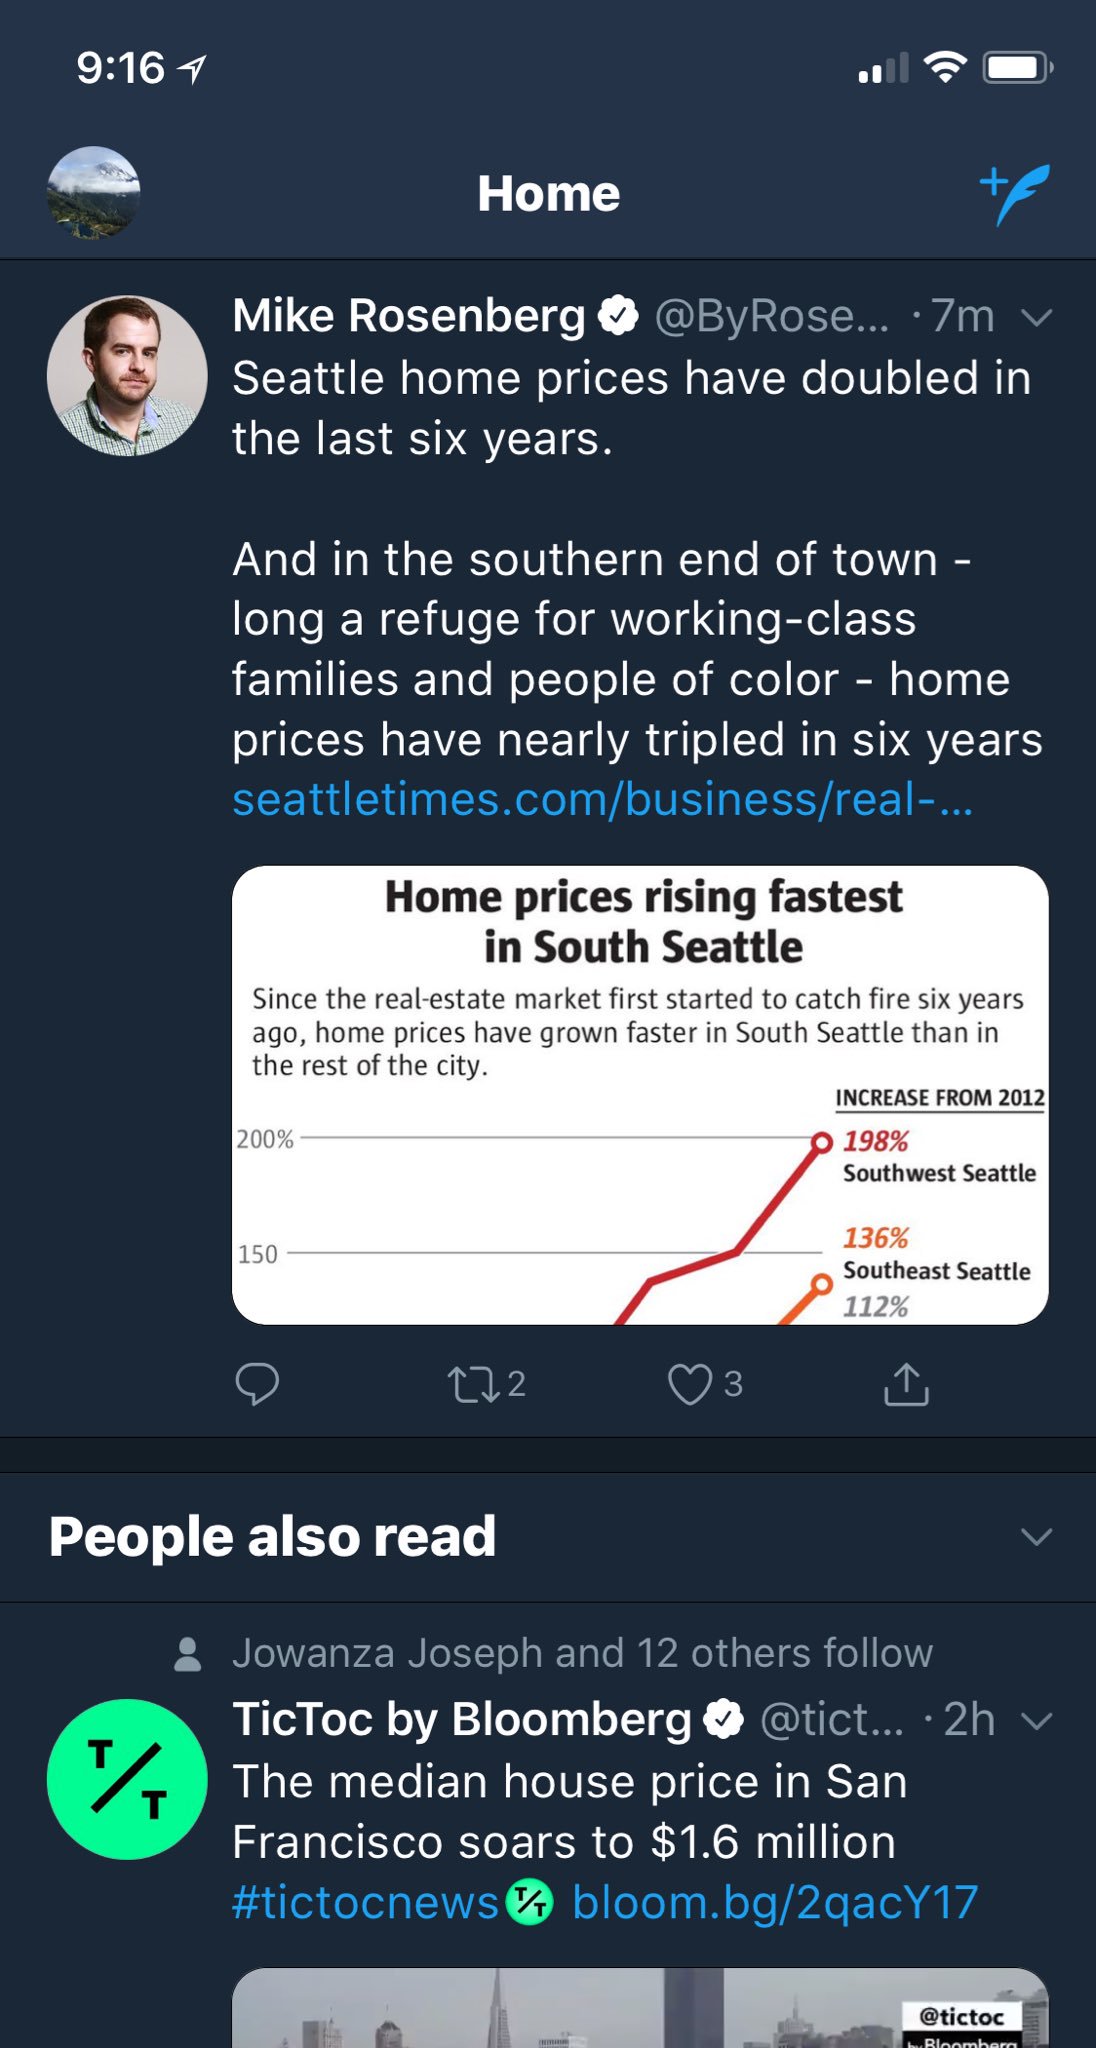 9:16
Home
Mike Rosenberg @ByRose... · 7m
Seattle home prices have doubled in
the last six years.
And in the southern end of town -
long a refuge for working-class
families and people of color - home
prices have nearly tripled in six years
seattletimes.com/business/real-...
Home prices rising fastest
in South Seattle
Since the real-estate market first started to catch fire six years
ago, home prices have grown faster in South Seattle than in
the rest of the city.
INCREASE FROM 2012
200%
198%
Southwest Seattle
136%
150
Southeast Seattle
112%
2
3
People also read
Jowanza Joseph and 12 others follow
TicToc by Bloomberg @tict... · 2h
T/T
The median house price in San
Francisco soars to $1.6 million
#tictocnews T/T bloom.bg/2qacY17
@tictoc
by Bloomberg